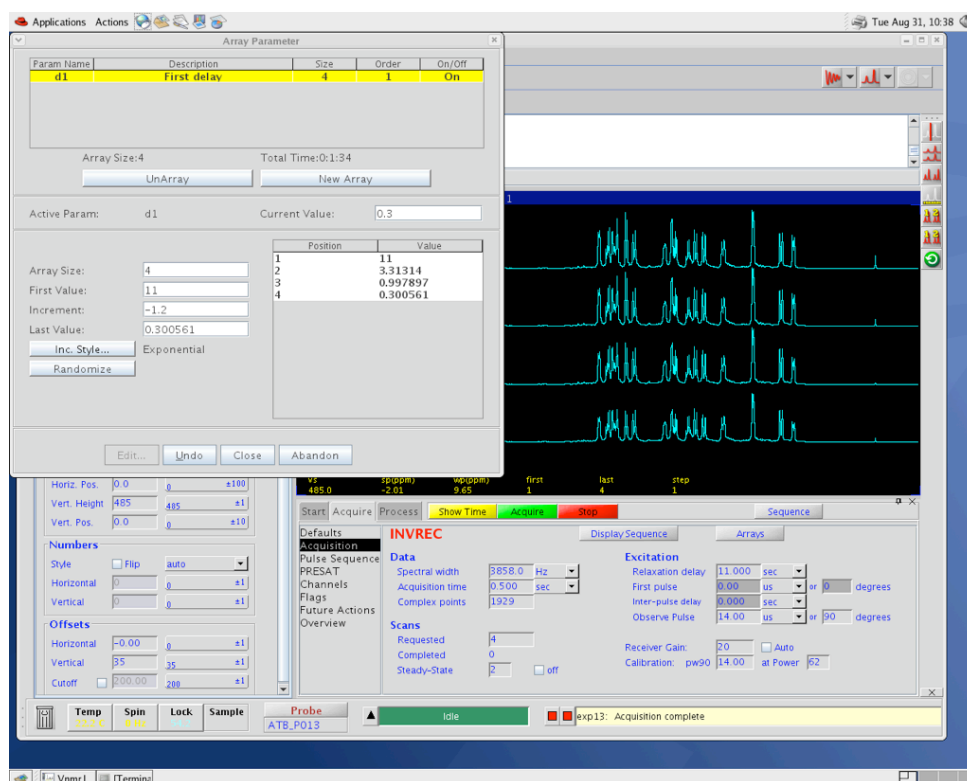 Applications Actions Tue Aug 31, 10:38
Array Parameter
Param Name Description Size Order On/Off
d1 First delay 4 1 On
Array Size:4 Total Time:0:1:34
UnArray New Array
Active Param: d1 Current Value: 0.3
Position Value
1 11
2 3.31314
3 0.997897
4 0.300561
Array Size: 4
First Value: 11
Increment: -1.2
Last Value: 0.300561
Inc. Style... Exponential
Randomize
Edit... Undo Close Abandon
1
vs sp(ppm) wp(ppm) first last step
485.0 -2.01 9.65 1 4 1
Horiz. Pos. 0.0 0 ±100
Vert. Height 485 485 ±1
Vert. Pos. 0.0 0 ±10
Numbers
Style Flip auto
Horizontal 0 0 ±1
Vertical 0 0 ±1
Offsets
Horizontal -0.00 0 ±1
Vertical 35 35 ±1
Cutoff 200.00 200 ±1
Start Acquire Process Show Time Acquire Stop Sequence
Defaults
Acquisition
Pulse Sequence
PRESAT
Channels
Flags
Future Actions
Overview
INVREC Display Sequence Arrays
Data
Spectral width 3858.0 Hz
Acquisition time 0.500 sec
Complex points 1929
Scans
Requested 4
Completed 0
Steady-State 2 off
Excitation
Relaxation delay 11.000 sec
First pulse 0.00 us or 0 degrees
Inter-pulse delay 0.000 sec
Observe Pulse 14.00 us or 90 degrees
Receiver Gain: 20 Auto
Calibration: pw90 14.00 at Power 62
Temp Spin Lock Sample Probe
ATB_P013 Idle exp13: Acquisition complete
Vnmr J [Termina